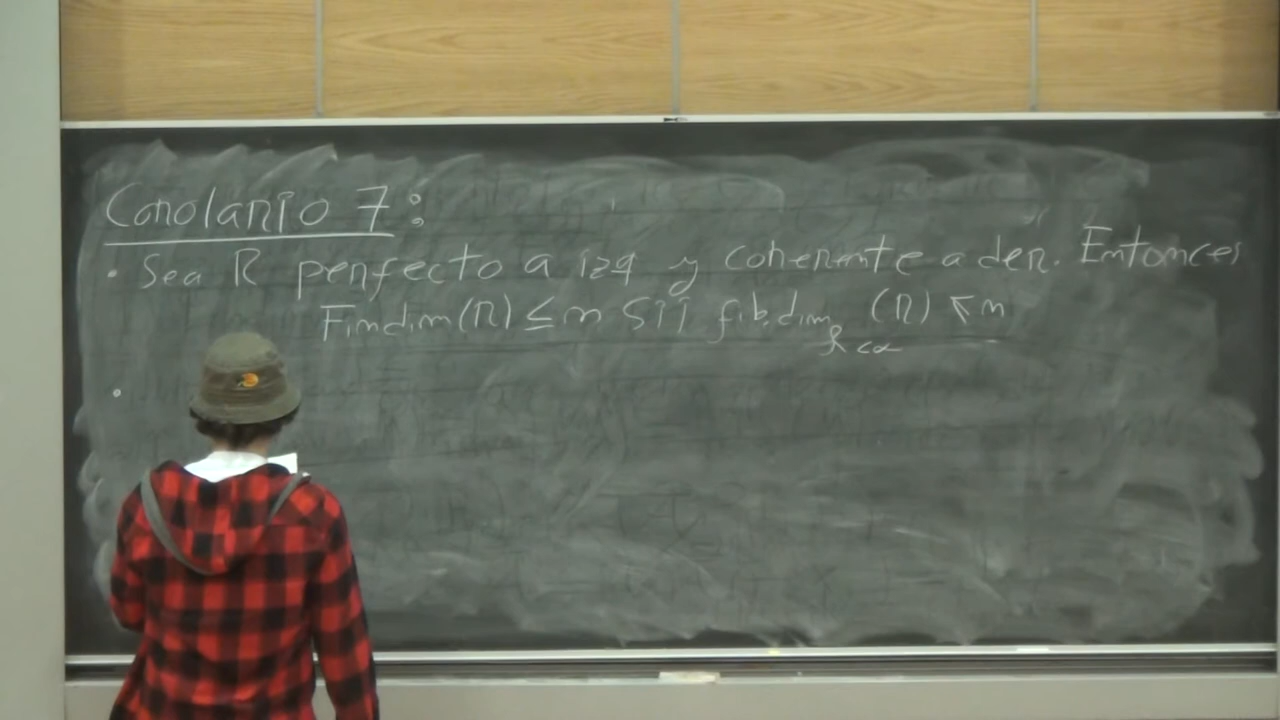 Corolario 7:
• Sea R perfecto a izq y coherente a der. Entonces
Findim(R) ≤ n sii fib.dim (R) ≤ n